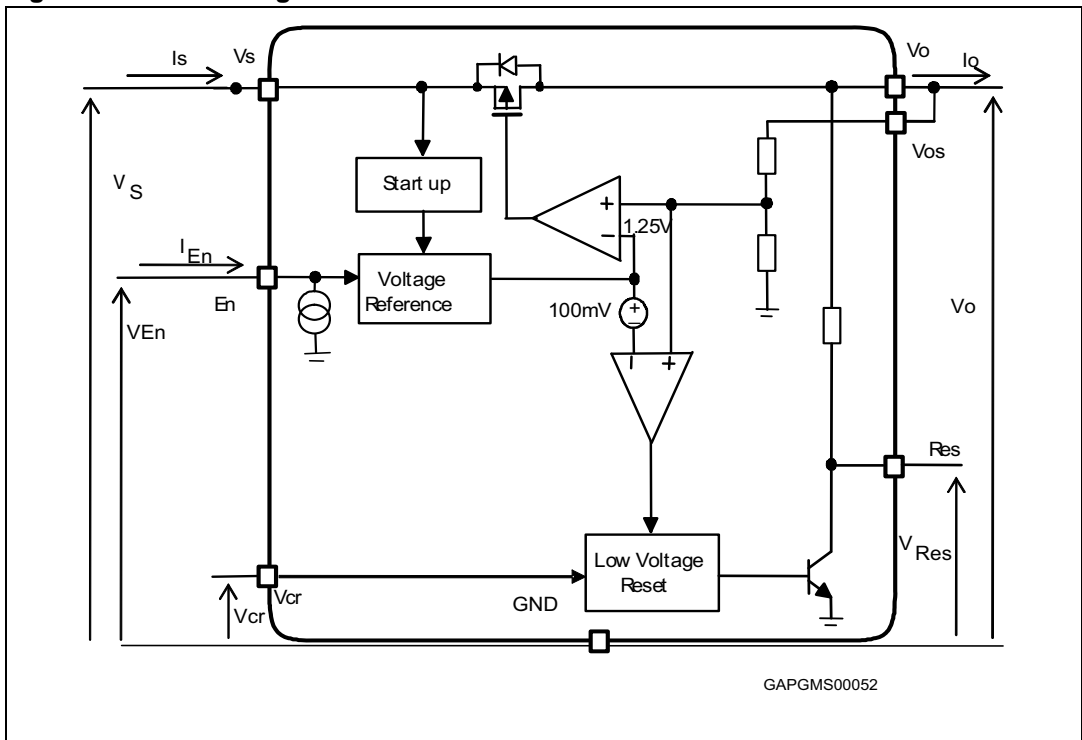 Is
Vs
Vo
Io
Vos
VS
Start up
+
1.25V
−
IEn
En
VEn
Voltage
Reference
100mV
+
−
− +
Vo
Res
VRes
Low Voltage
Reset
Vcr
Vcr
GND
GAPGMS00052